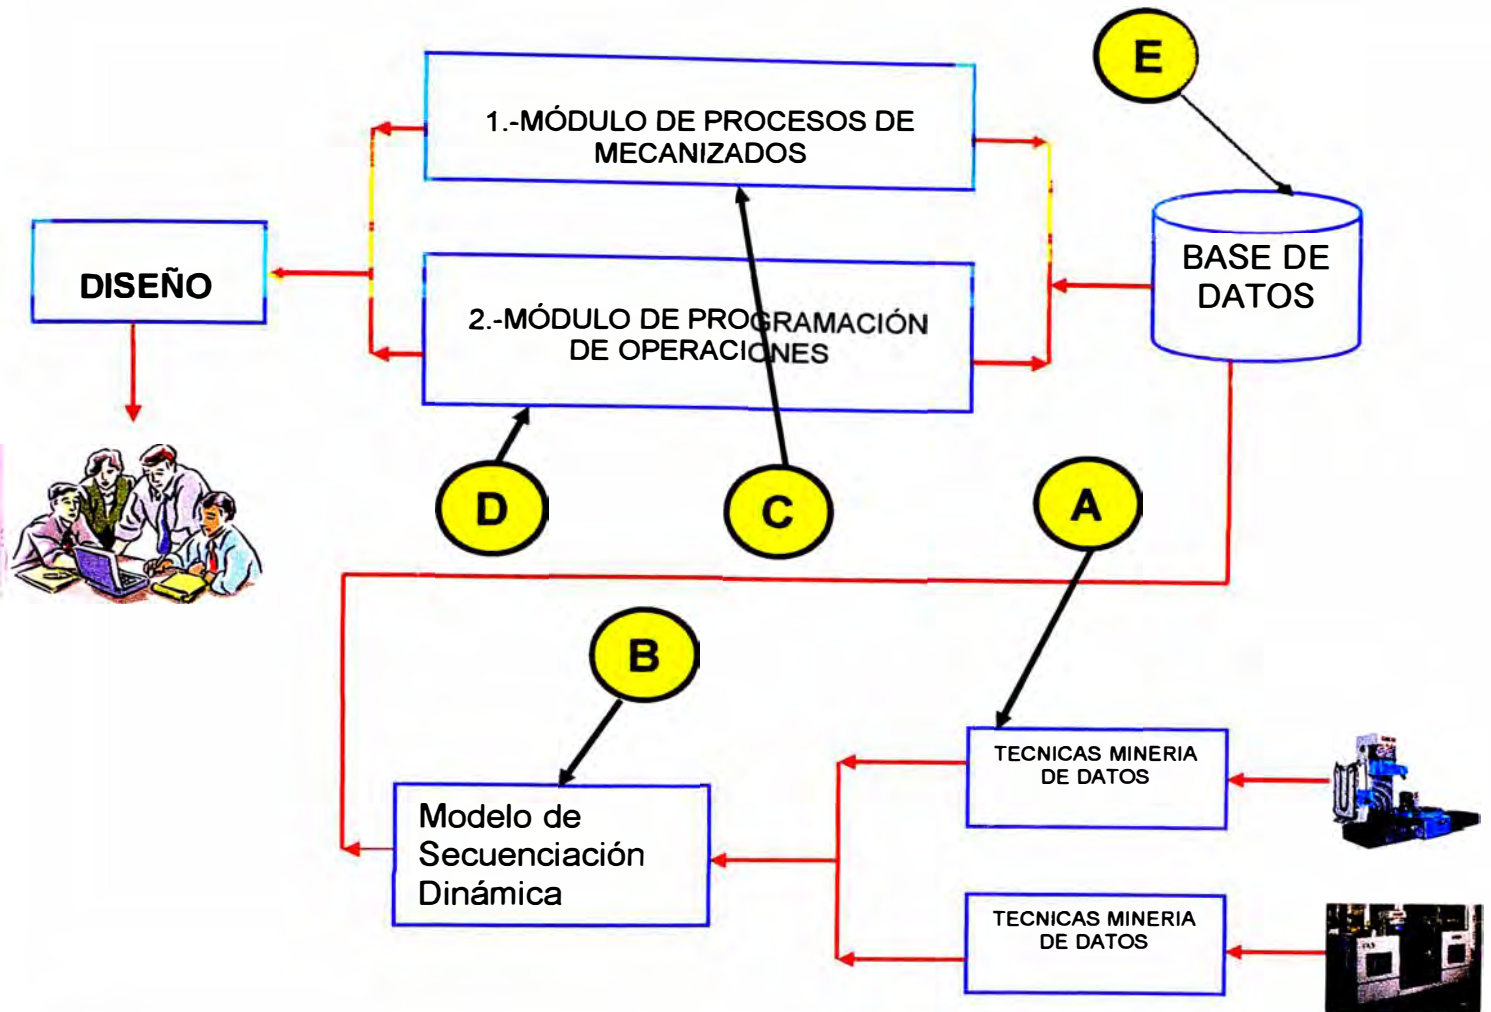 E
1.-MÓDULO DE PROCESOS DE
MECANIZADOS
BASE DE
DATOS
DISEÑO
2.-MÓDULO DE PROGRAMACIÓN
DE OPERACIONES
D
C
A
B
TECNICAS MINERIA
DE DATOS
Modelo de
Secuenciación
Dinámica
TECNICAS MINERIA
DE DATOS